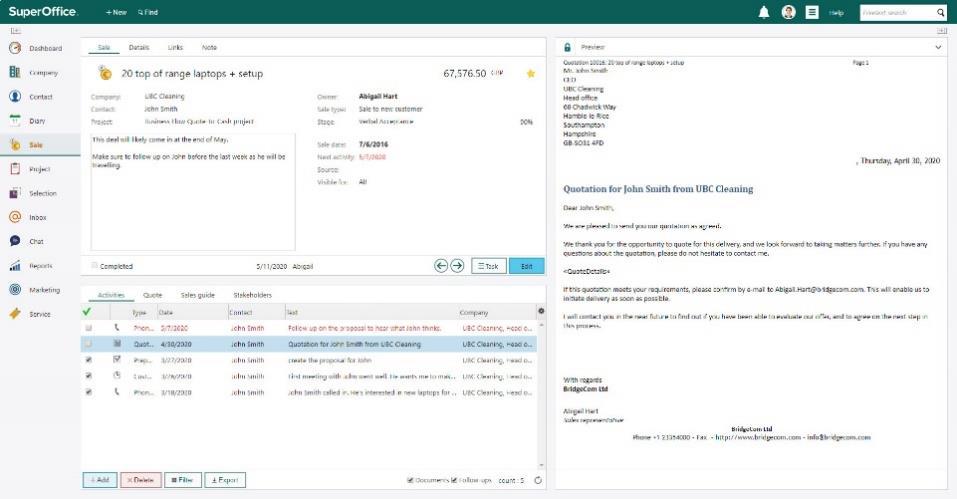 SuperOffice.
+ New
Find
Help
Freetext search
Dashboard
Company
Contact
Diary
Sale
Project
Selection
Inbox
Chat
Reports
Marketing
Service
Sale Details Links Note
20 top of range laptops + setup
67,576.50 GBP
Company: UBC Cleaning
Contact: John Smith
Project: Business Flow Quote-to-Cash project
This deal will likely come in at the end of May.
Make sure to follow up on John before the last week as he will be
travelling.
Owner: Abigail Hart
Sale type: Sale to new customer
Stage: Verbal Acceptance 90%
Sale date: 7/6/2016
Next activity: 5/7/2020
Source:
Visible for: All
Completed
5/11/2020 Abigail
Task
Edit
Activities Quote Sales guide Stakeholders
Type Date Contact Text Company
Phon... 5/7/2020 John Smith Follow up on the proposal to hear what John thinks. UBC Cleaning, Head o...
Quot... 4/30/2020 John Smith Quotation for John Smith from UBC Cleaning UBC Cleaning, Head o...
Prep... 3/27/2020 John Smith create the proposal for John UBC Cleaning, Head o...
Cust... 3/26/2020 John Smith First meeting with John went well. He wants me to mak... UBC Cleaning, Head o...
Phon... 3/18/2020 John Smith John Smith called in. He's interested in new laptops for ... UBC Cleaning, Head o...
+ Add
× Delete
Filter
Export
Documents
Follow-ups
count : 5
Preview
Quotation 10016: 20 top of range laptops + setup
Page 1
Mr. John Smith
CEO
UBC Cleaning
Head office
68 Chadwick Way
Hamble le Rice
Southampton
Hampshire
GB-SO31 4FD
, Thursday, April 30, 2020
Quotation for John Smith from UBC Cleaning
Dear John Smith,
We are pleased to send you our quotation as agreed.
We thank you for the opportunity to quote for this delivery, and we look forward to taking matters further. If you have any
questions about the quotation, please do not hesitate to contact me.
<QuoteDetails>
If this quotation meets your requirements, please confirm by e-mail to Abigail.Hart@bridgecom.com. This will enable us to
initiate delivery as soon as possible.
I will contact you in the near future to find out if you have been able to evaluate our offer, and to agree on the next step in
this process.
With regards
BridgeCom Ltd
Abigail Hart
Sales representative
BridgeCom Ltd
Phone +1 23354000 - Fax - http://www.bridgecom.com - info@bridgecom.com